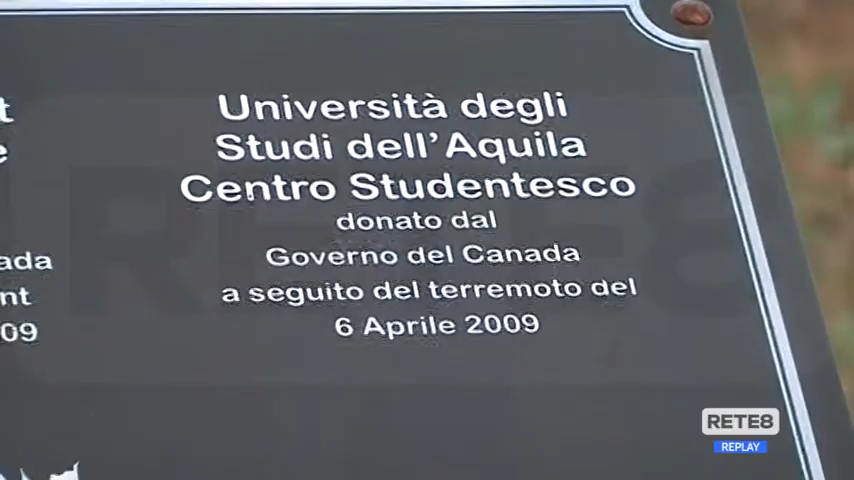 Università degli
Studi dell'Aquila
Centro Studentesco
donato dal
Governo del Canada
a seguito del terremoto del
6 Aprile 2009
RETE8
REPLAY